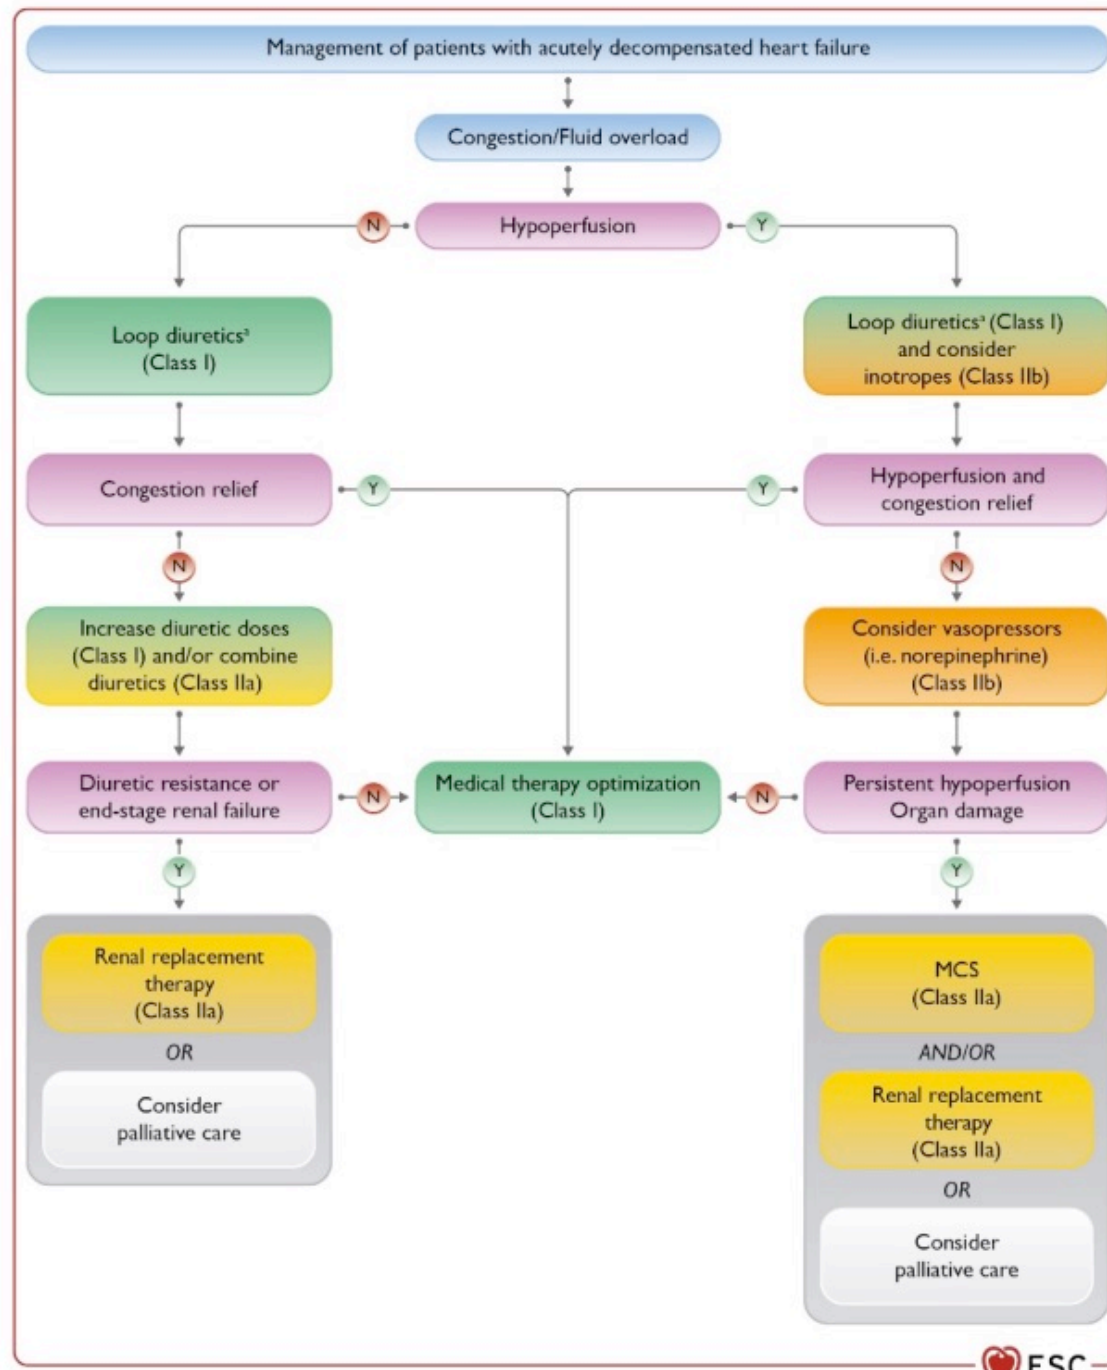 Management of patients with acutely decompensated heart failure
Congestion/Fluid overload
N
Hypoperfusion
Y
Loop diureticsª
(Class I)
Loop diureticsª (Class I)
and consider
inotropes (Class IIb)
Congestion relief
Y
Y
Hypoperfusion and
congestion relief
N
N
Increase diuretic doses
(Class I) and/or combine
diuretics (Class IIa)
Consider vasopressors
(i.e. norepinephrine)
(Class IIb)
Diuretic resistance or
end-stage renal failure
N
Medical therapy optimization
(Class I)
N
Persistent hypoperfusion
Organ damage
Y
Y
Renal replacement
therapy
(Class IIa)
OR
Consider
palliative care
MCS
(Class IIa)
AND/OR
Renal replacement
therapy
(Class IIa)
OR
Consider
palliative care
ESC